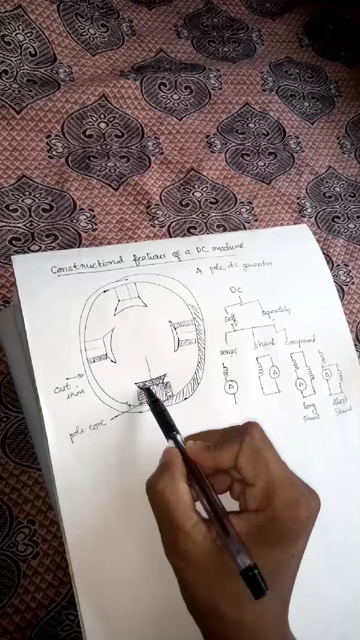 Constructional features of a DC machine
4 pole dc generator
DC
Self
separately
series
shunt
compound
A
A
A
A
long
shunt
short
shunt
Cast
iron
pole core